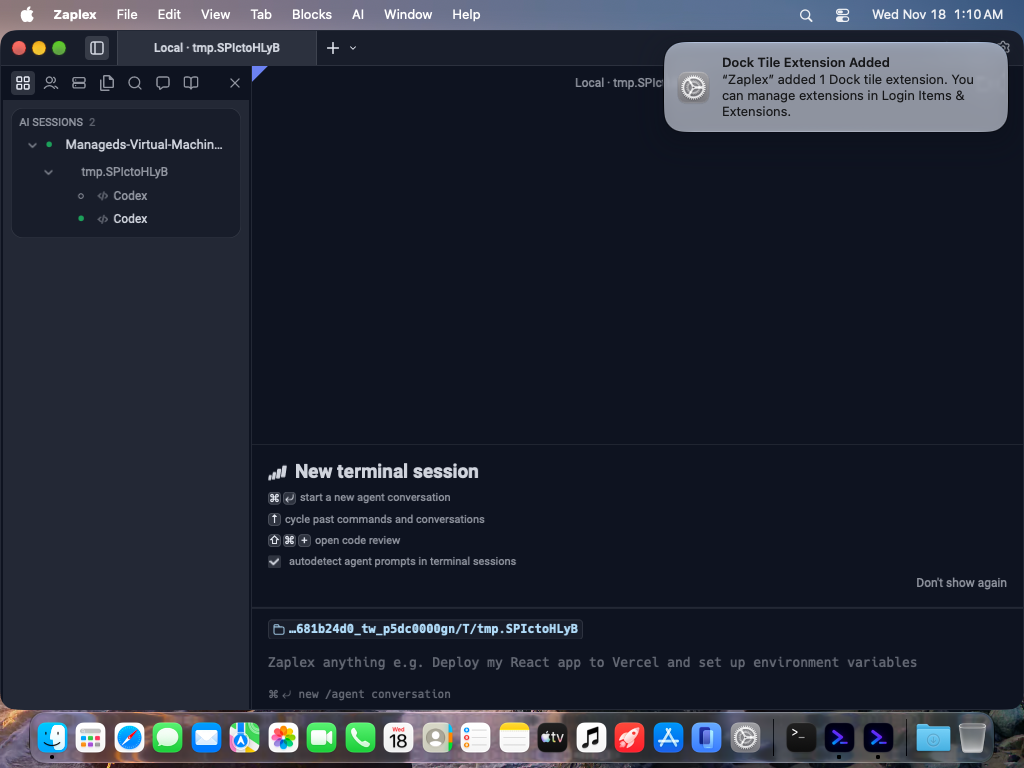 Zaplex File Edit View Tab Blocks AI Window Help Wed Nov 18 1:10 AM
Local · tmp.SPIctoHLyB
Local · tmp.SPIct
Dock Tile Extension Added
“Zaplex” added 1 Dock tile extension. You
can manage extensions in Login Items &
Extensions.
AI SESSIONS 2
Manageds-Virtual-Machin...
tmp.SPIctoHLyB
Codex
Codex
New terminal session
⌘ ↵ start a new agent conversation
↑ cycle past commands and conversations
⇧ ⌘ + open code review
autodetect agent prompts in terminal sessions
Don't show again
…681b24d0_tw_p5dc0000gn/T/tmp.SPIctoHLyB
Zaplex anything e.g. Deploy my React app to Vercel and set up environment variables
⌘↵ new /agent conversation
Wed
18
tv